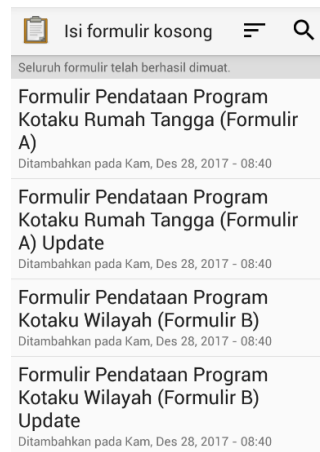 Isi formulir kosong
Seluruh formulir telah berhasil dimuat.
Formulir Pendataan Program
Kotaku Rumah Tangga (Formulir
A)
Ditambahkan pada Kam, Des 28, 2017 - 08:40
Formulir Pendataan Program
Kotaku Rumah Tangga (Formulir
A) Update
Ditambahkan pada Kam, Des 28, 2017 - 08:40
Formulir Pendataan Program
Kotaku Wilayah (Formulir B)
Ditambahkan pada Kam, Des 28, 2017 - 08:40
Formulir Pendataan Program
Kotaku Wilayah (Formulir B)
Update
Ditambahkan pada Kam, Des 28, 2017 - 08:40